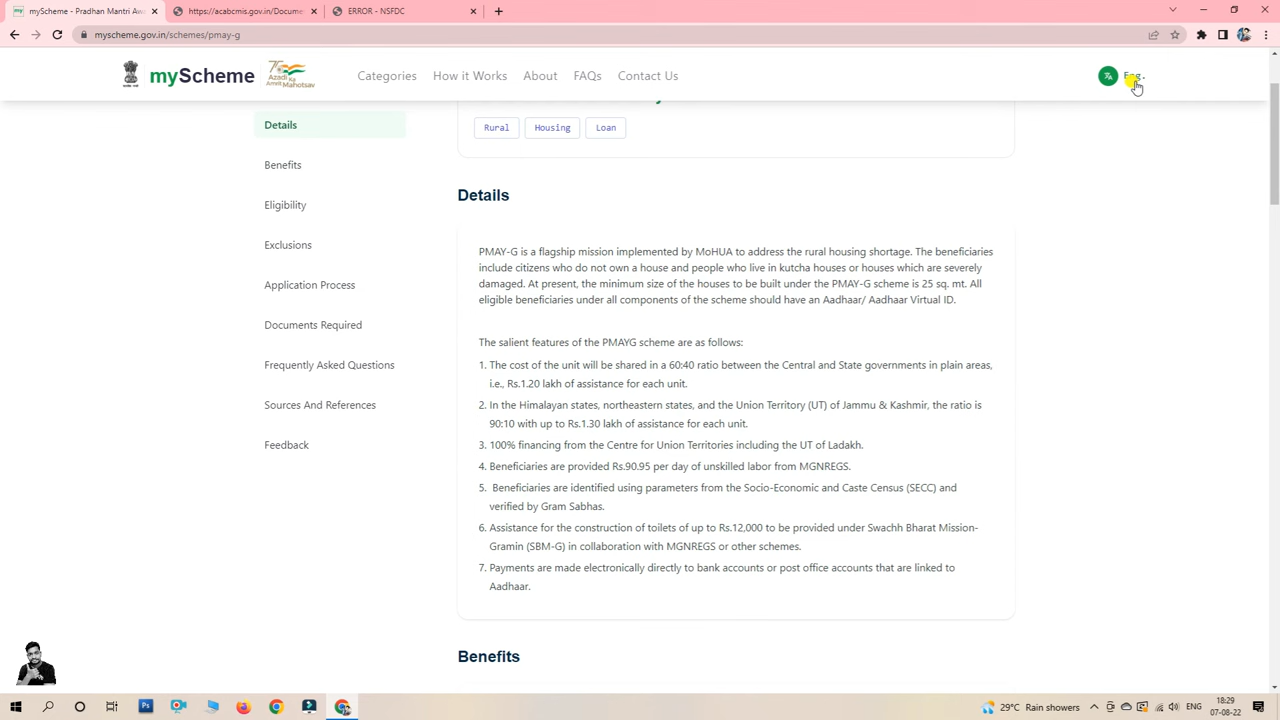 myScheme - Pradhan Mantri Awa
https://acabcmis.gov.in/Docume
ERROR - NSFDC
myscheme.gov.in/schemes/pmay-g
myScheme
Azadi Ka
Amrit Mahotsav
Categories
How it Works
About
FAQs
Contact Us
Details
Benefits
Eligibility
Exclusions
Application Process
Documents Required
Frequently Asked Questions
Sources And References
Feedback
Rural
Housing
Loan
Details
PMAY-G is a flagship mission implemented by MoHUA to address the rural housing shortage. The beneficiaries
include citizens who do not own a house and people who live in kutcha houses or houses which are severely
damaged. At present, the minimum size of the houses to be built under the PMAY-G scheme is 25 sq. mt. All
eligible beneficiaries under all components of the scheme should have an Aadhaar/ Aadhaar Virtual ID.
The salient features of the PMAYG scheme are as follows:
1. The cost of the unit will be shared in a 60:40 ratio between the Central and State governments in plain areas,
i.e., Rs.1.20 lakh of assistance for each unit.
2. In the Himalayan states, northeastern states, and the Union Territory (UT) of Jammu & Kashmir, the ratio is
90:10 with up to Rs.1.30 lakh of assistance for each unit.
3. 100% financing from the Centre for Union Territories including the UT of Ladakh.
4. Beneficiaries are provided Rs.90.95 per day of unskilled labor from MGNREGS.
5. Beneficiaries are identified using parameters from the Socio-Economic and Caste Census (SECC) and
verified by Gram Sabhas.
6. Assistance for the construction of toilets of up to Rs.12,000 to be provided under Swachh Bharat Mission-
Gramin (SBM-G) in collaboration with MGNREGS or other schemes.
7. Payments are made electronically directly to bank accounts or post office accounts that are linked to
Aadhaar.
Benefits
29°C Rain showers
18:29
07-08-22